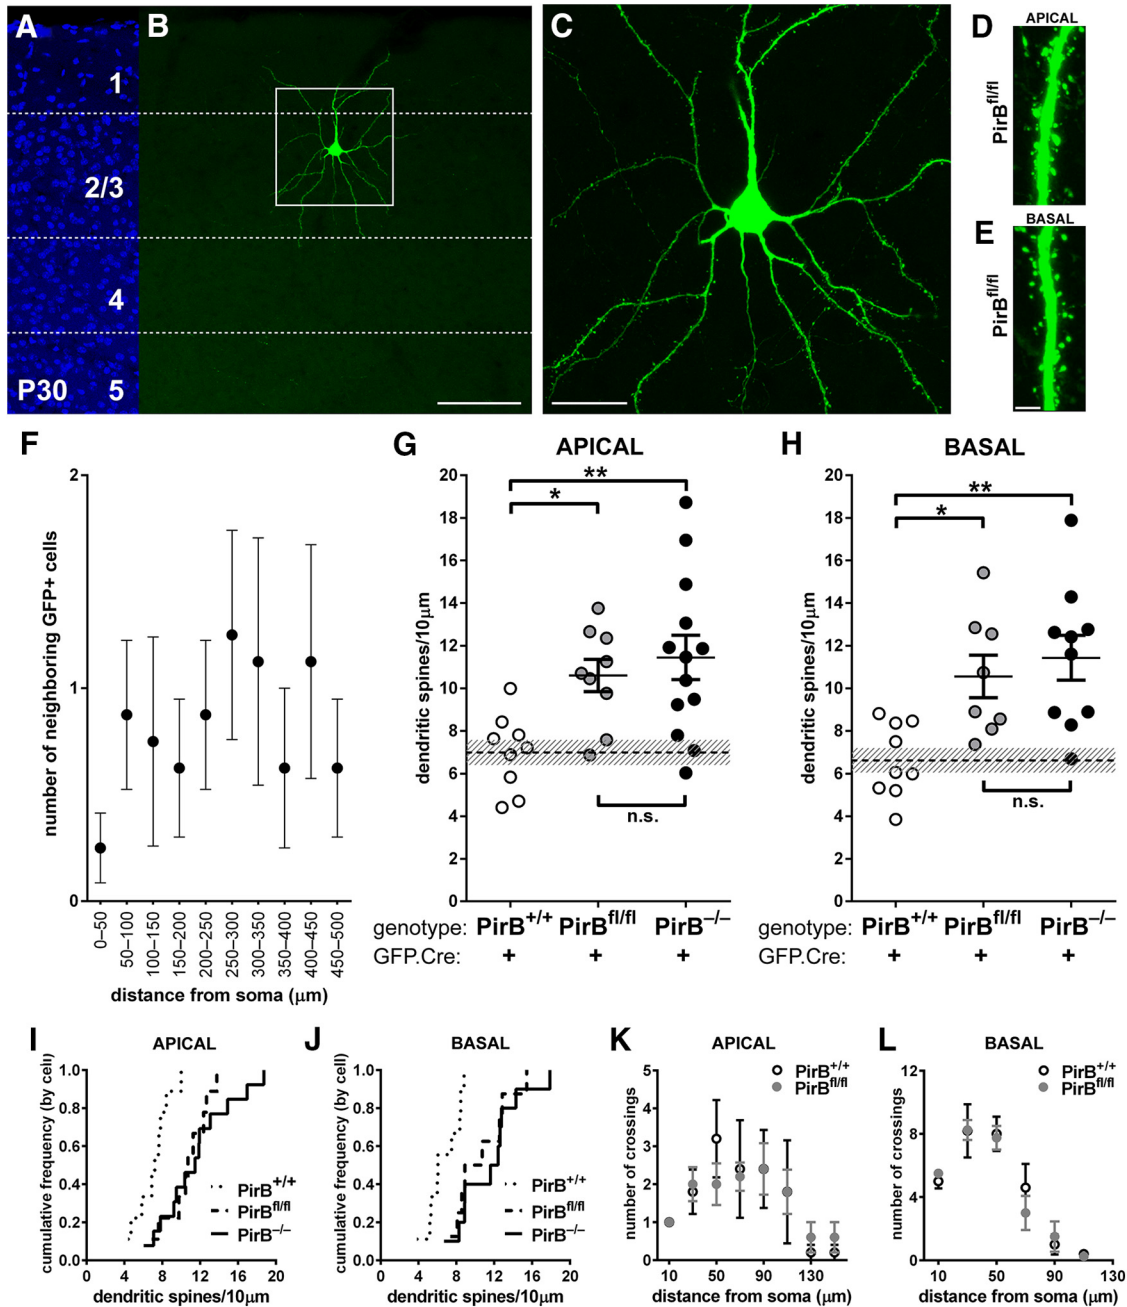 A
B
C
D
APICAL
PirB^fl/fl
1
2/3
4
P30 5
E
BASAL
PirB^fl/fl
F
number of neighboring GFP+ cells
2
1
0
0–50
50–100
100–150
150–200
200–250
250–300
300–350
350–400
400–450
450–500
distance from soma (μm)
G
APICAL
dendritic spines/10μm
20
18
16
14
12
10
8
6
4
2
0
**
*
n.s.
genotype: PirB^+/+ PirB^fl/fl PirB^–/–
GFP.Cre: + + +
H
BASAL
dendritic spines/10μm
20
18
16
14
12
10
8
6
4
2
0
**
*
n.s.
genotype: PirB^+/+ PirB^fl/fl PirB^–/–
GFP.Cre: + + +
I
APICAL
cumulative frequency (by cell)
1.0
0.8
0.6
0.4
0.2
0.0
PirB^+/+
PirB^fl/fl
PirB^–/–
0 4 8 12 16 20
dendritic spines/10μm
J
BASAL
cumulative frequency (by cell)
1.0
0.8
0.6
0.4
0.2
0.0
PirB^+/+
PirB^fl/fl
PirB^–/–
0 4 8 12 16 20
dendritic spines/10μm
K
APICAL
PirB^+/+
PirB^fl/fl
number of crossings
5
4
3
2
1
0
10 50 90 130
distance from soma (μm)
L
BASAL
PirB^+/+
PirB^fl/fl
number of crossings
12
8
4
0
10 50 90 130
distance from soma (μm)